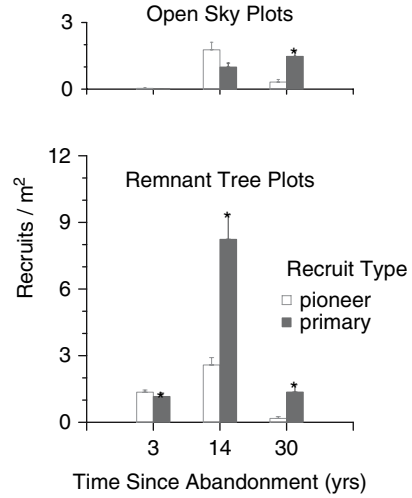 Open Sky Plots
3
0
12
Remnant Tree Plots
9
6
3
0
Recruits / m²
Recruit Type
pioneer
primary
3 14 30
Time Since Abandonment (yrs)